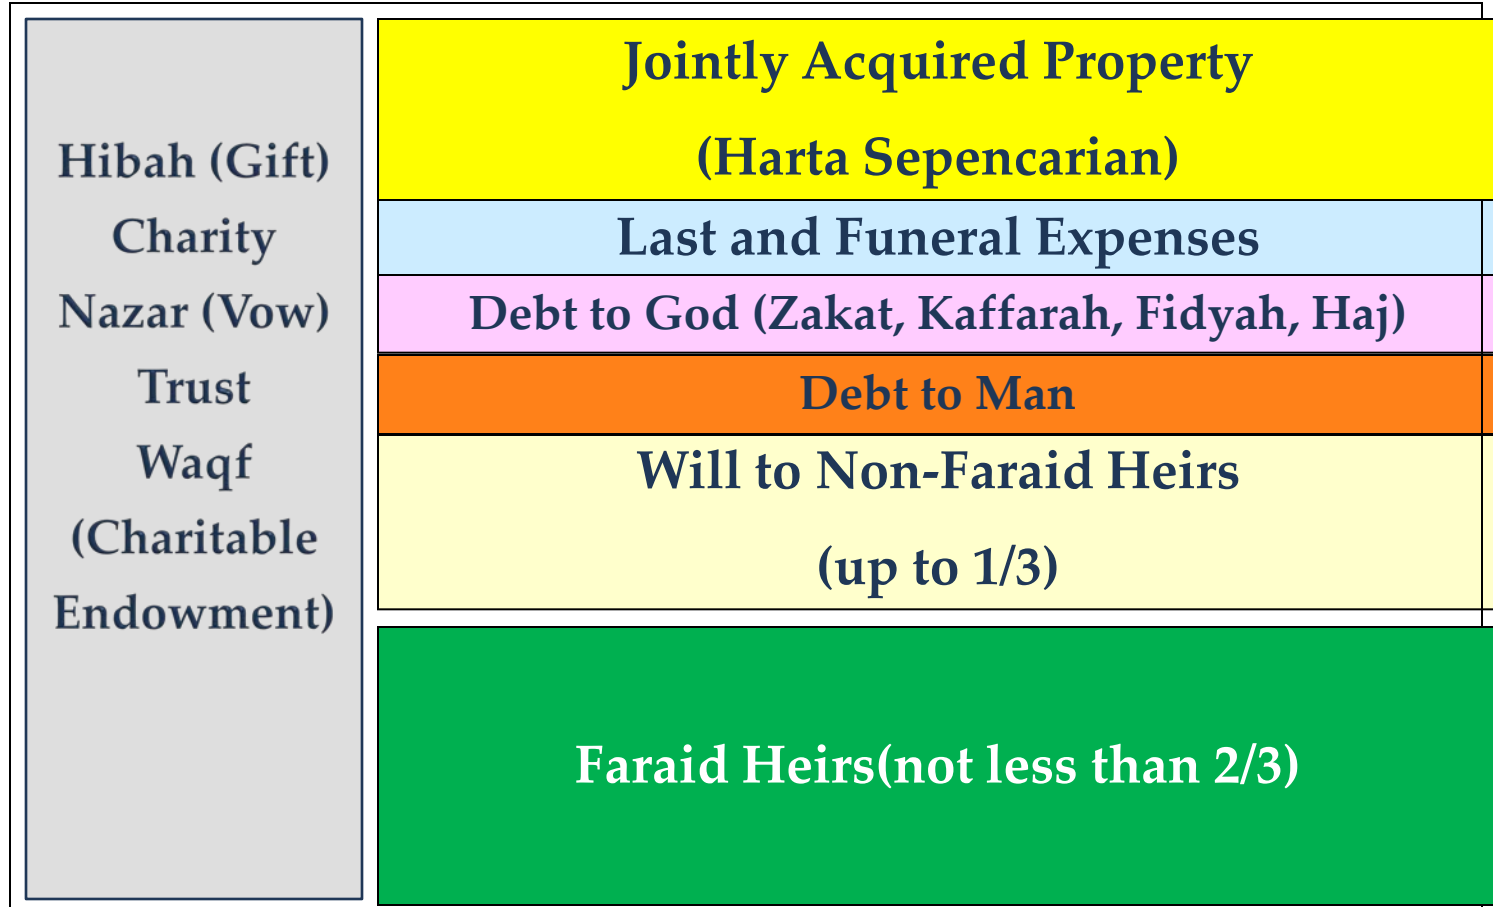 Hibah (Gift)
Charity
Nazar (Vow)
Trust
Waqf
(Charitable
Endowment)
Jointly Acquired Property
(Harta Sepencarian)
Last and Funeral Expenses
Debt to God (Zakat, Kaffarah, Fidyah, Haj)
Debt to Man
Will to Non-Faraid Heirs
(up to 1/3)
Faraid Heirs(not less than 2/3)